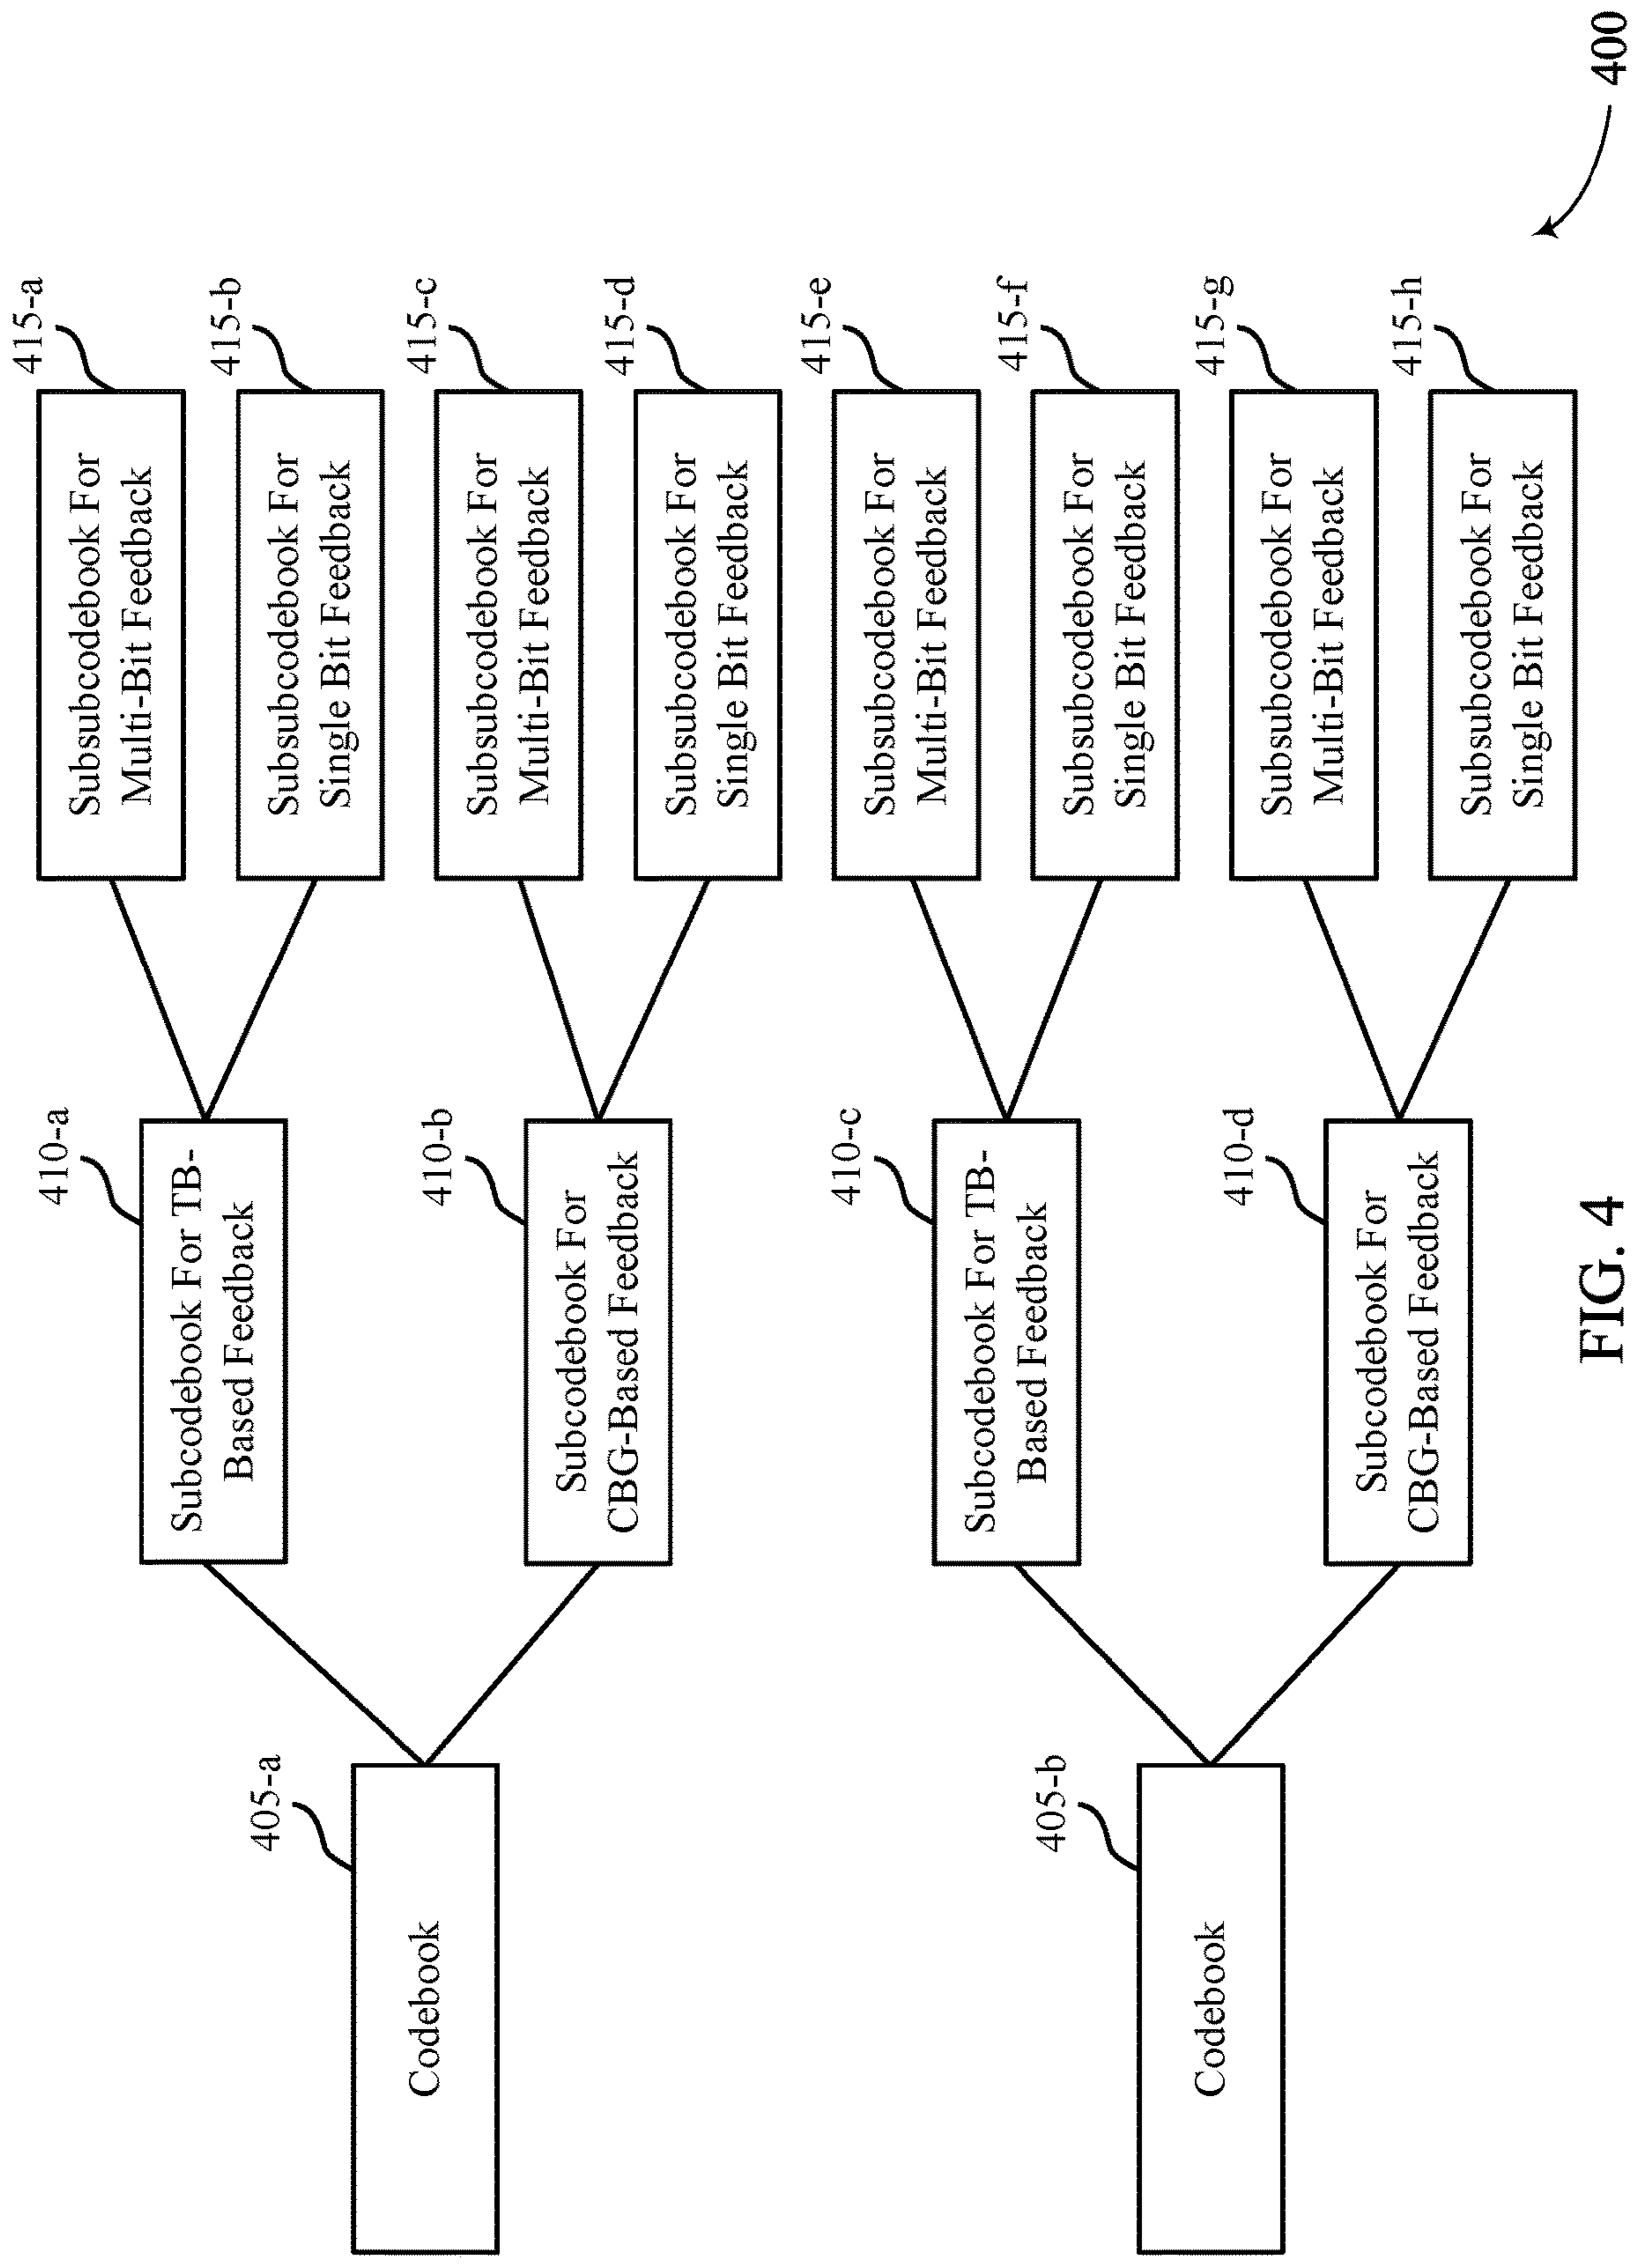 405-a
Codebook
405-b
Codebook
410-a
Subcodebook For TB-
Based Feedback
410-b
Subcodebook For
CBG-Based Feedback
410-c
Subcodebook For TB-
Based Feedback
410-d
Subcodebook For
CBG-Based Feedback
415-a
Subsubcodebook For
Multi-Bit Feedback
415-b
Subsubcodebook For
Single Bit Feedback
415-c
Subsubcodebook For
Multi-Bit Feedback
415-d
Subsubcodebook For
Single Bit Feedback
415-e
Subsubcodebook For
Multi-Bit Feedback
415-f
Subsubcodebook For
Single Bit Feedback
415-g
Subsubcodebook For
Multi-Bit Feedback
415-h
Subsubcodebook For
Single Bit Feedback
400
FIG. 4